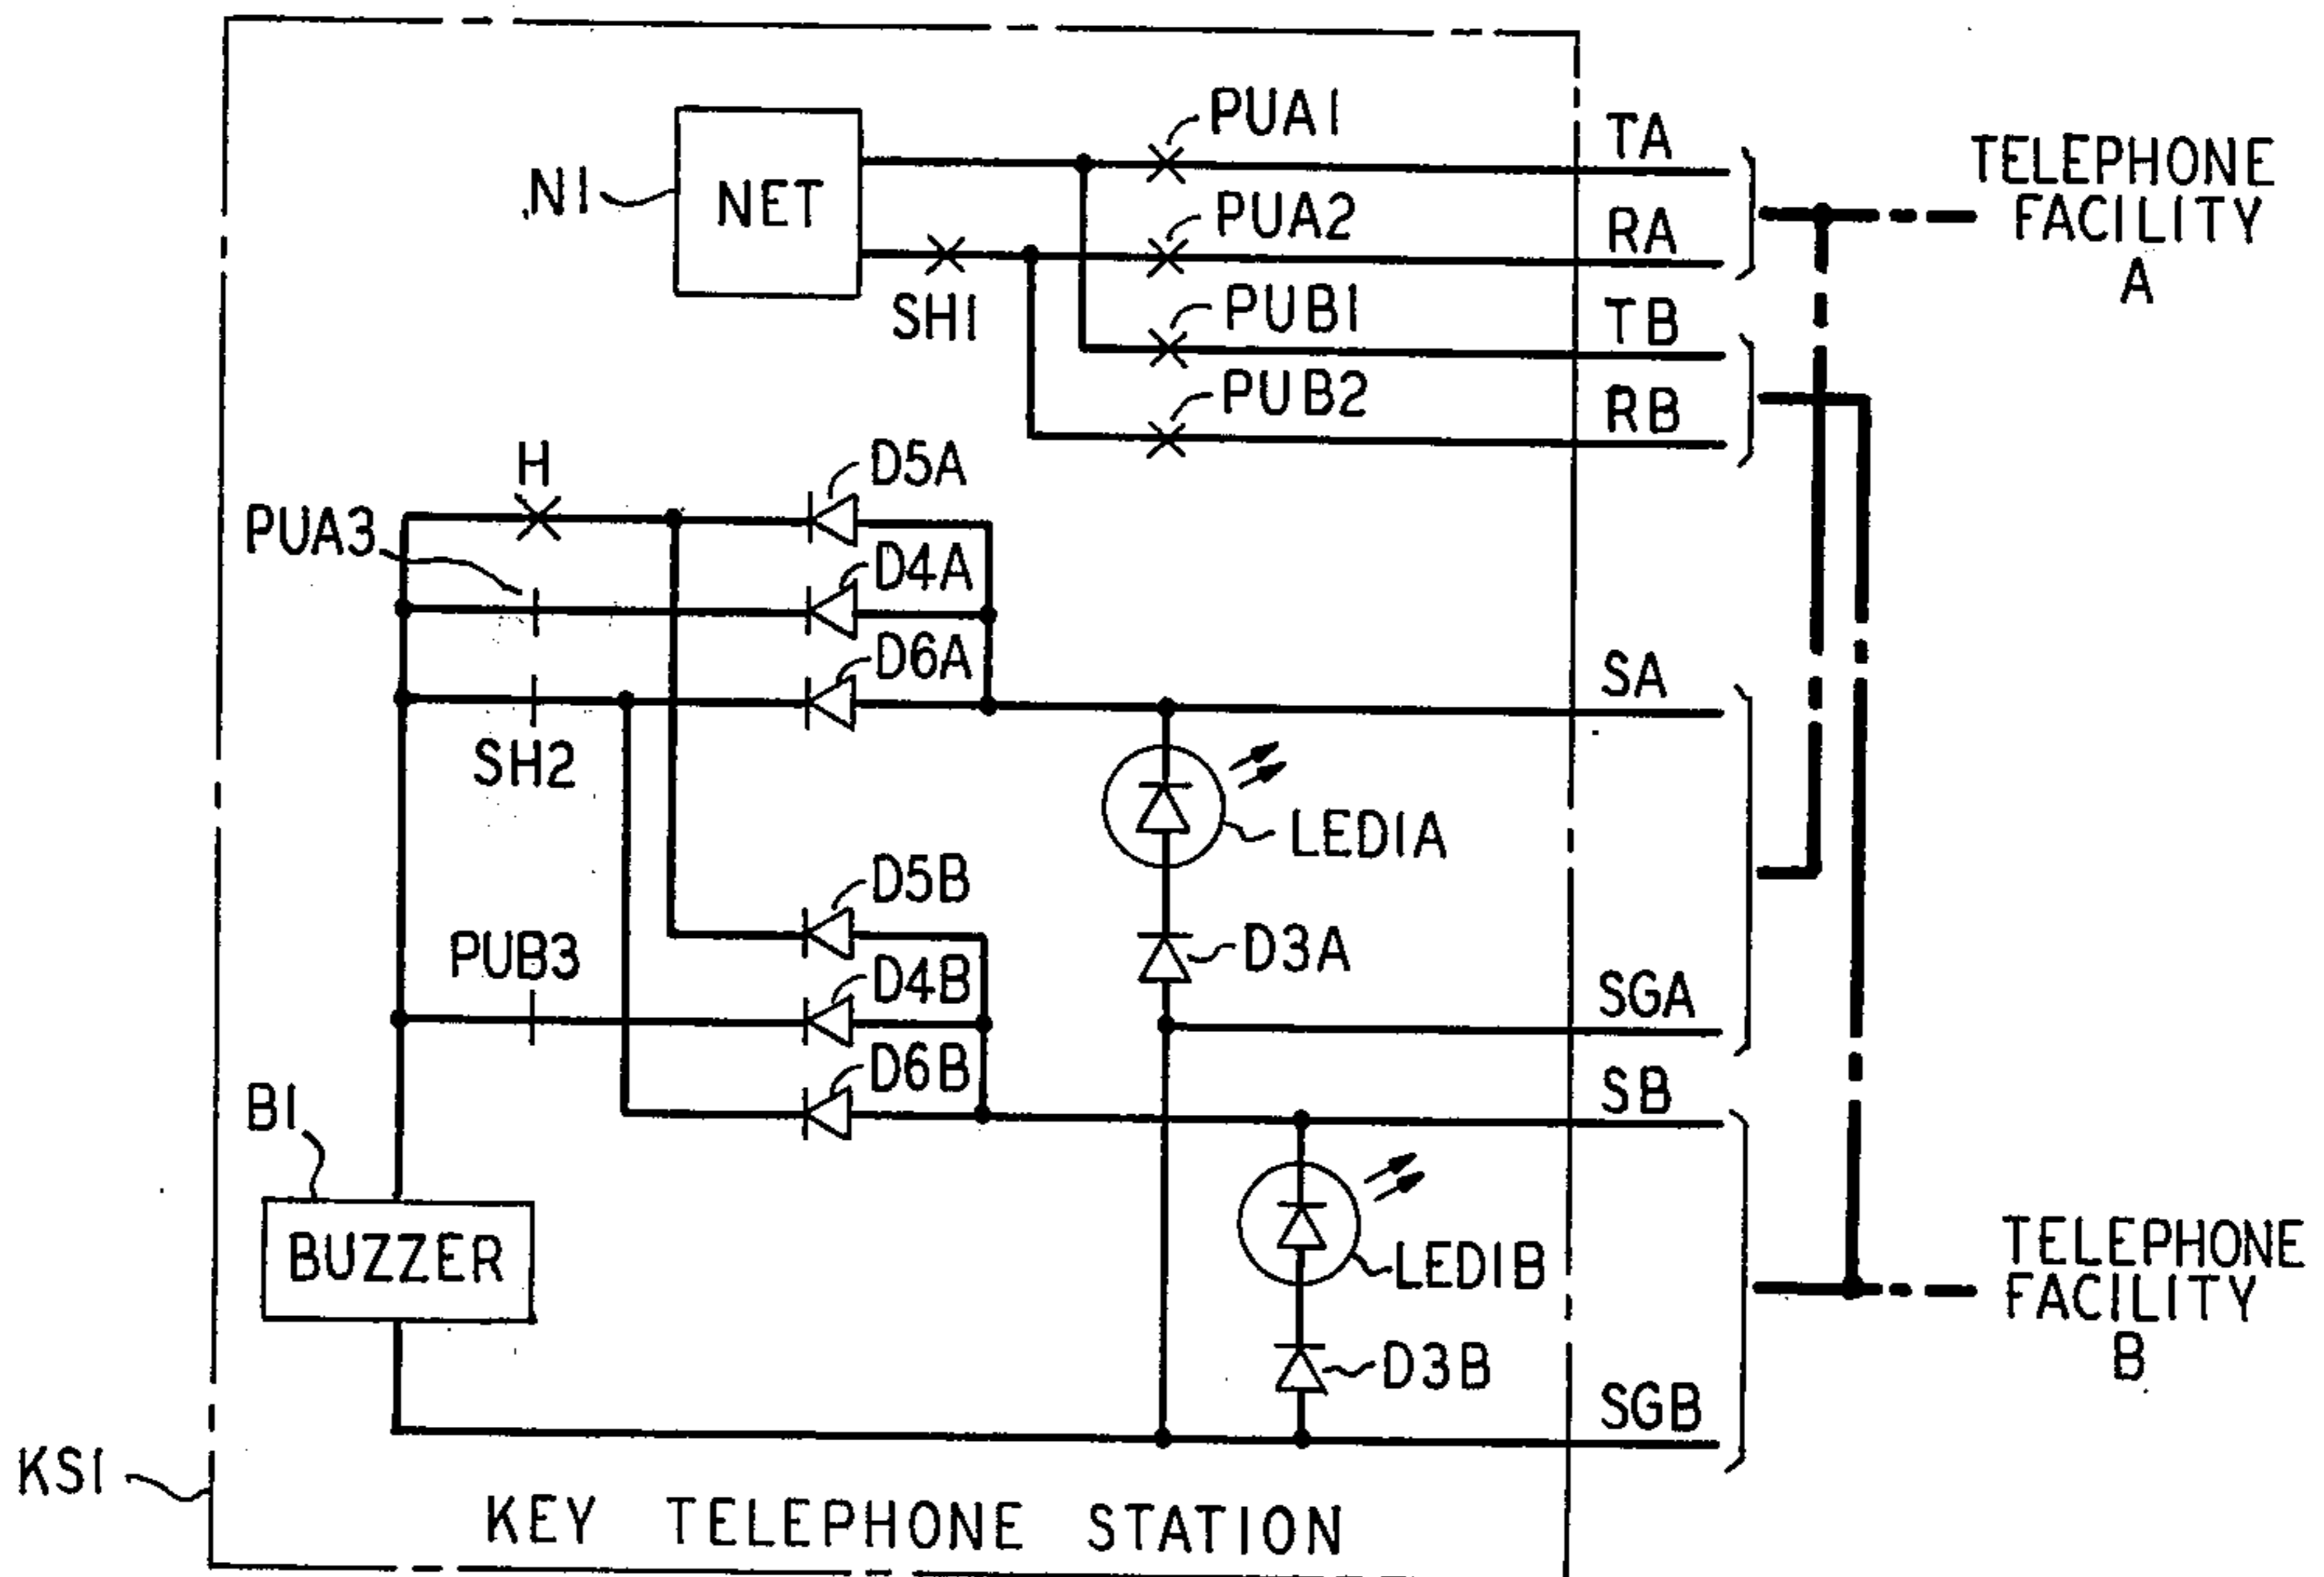 PUA1
TA
TELEPHONE
FACILITY
A
N1
NET
PUA2
RA
SH1
PUB1
TB
PUB2
RB
H
D5A
PUA3
D4A
D6A
SA
SH2
LED1A
D5B
PUB3
D3A
D4B
SGA
D6B
SB
B1
BUZZER
LED1B
TELEPHONE
FACILITY
B
D3B
SGB
KS1
KEY TELEPHONE STATION